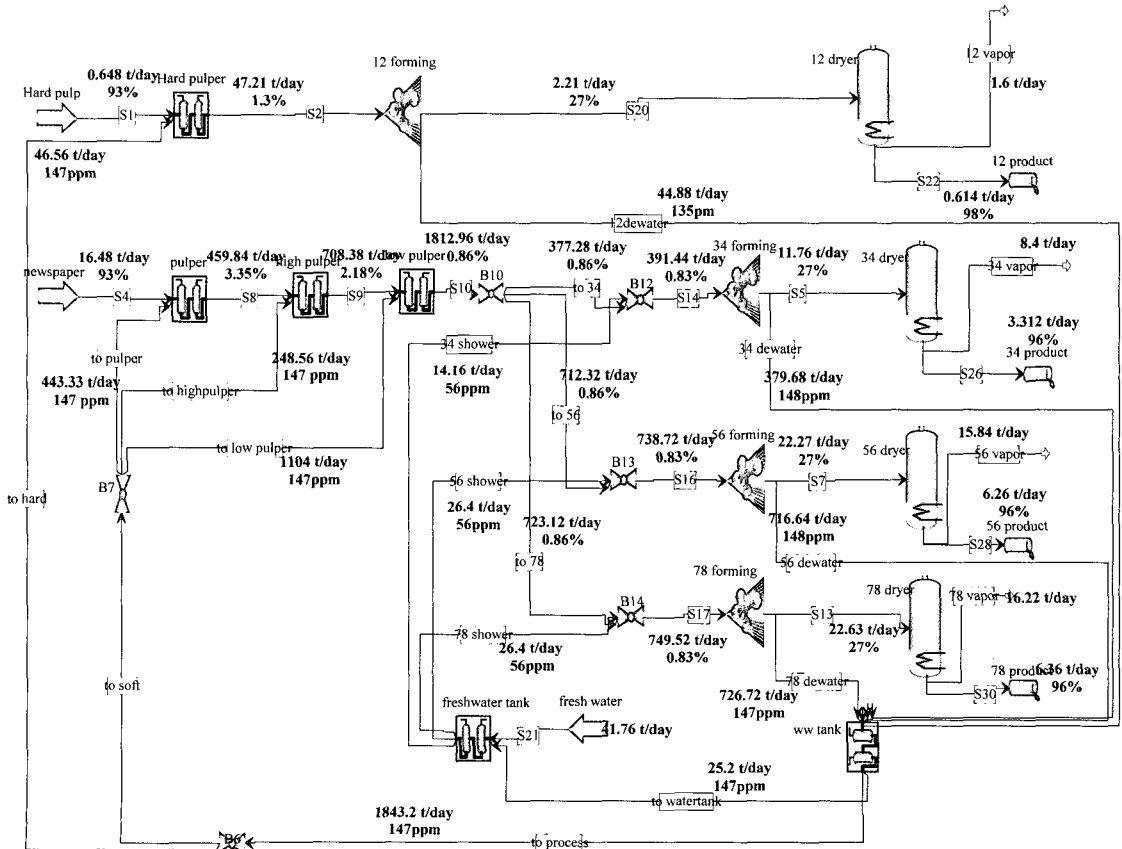 12 vapor
1.6 t/day
12 forming
12 dryer
0.648 t/day
93%
Hard pulper
47.21 t/day
1.3%
2.21 t/day
27%
Hard pulp
S1
S2
S20
46.56 t/day
147ppm
12 product
S22
0.614 t/day
98%
44.88 t/day
135pm
12dewater
1812.96 t/day
0.86%
377.28 t/day
0.86%
34 forming
11.76 t/day
27%
34 dryer
8.4 t/day
34 vapor
newspaper
16.48 t/day
93%
pulper
459.84 t/day
3.35%
high pulper
708.38 t/day
2.18%
low pulper
391.44 t/day
0.83%
S4
S8
S9
S10
B10
to 34
B12
S14
S5
3.312 t/day
96%
34 product
S26
to pulper
248.56 t/day
147 ppm
34 shower
14.16 t/day
56ppm
34 dewater
379.68 t/day
148ppm
443.33 t/day
147 ppm
to highpulper
712.32 t/day
0.86%
to 56
to low pulper
1104 t/day
147ppm
738.72 t/day
0.83%
56 forming
22.27 t/day
27%
56 dryer
15.84 t/day
56 vapor
B7
to hard
56 shower
26.4 t/day
56ppm
B13
S16
S7
6.26 t/day
96%
56 product
S28
723.12 t/day
0.86%
to 78
716.64 t/day
148ppm
56 dewater
78 forming
78 dryer
78 vapor
16.22 t/day
B14
S17
S13
78 shower
26.4 t/day
56ppm
749.52 t/day
0.83%
22.63 t/day
27%
78 product
6.36 t/day
96%
S30
to soft
78 dewater
726.72 t/day
147ppm
freshwater tank
fresh water
S21
41.76 t/day
ww tank
25.2 t/day
147ppm
to watertank
1843.2 t/day
147ppm
B6
to process